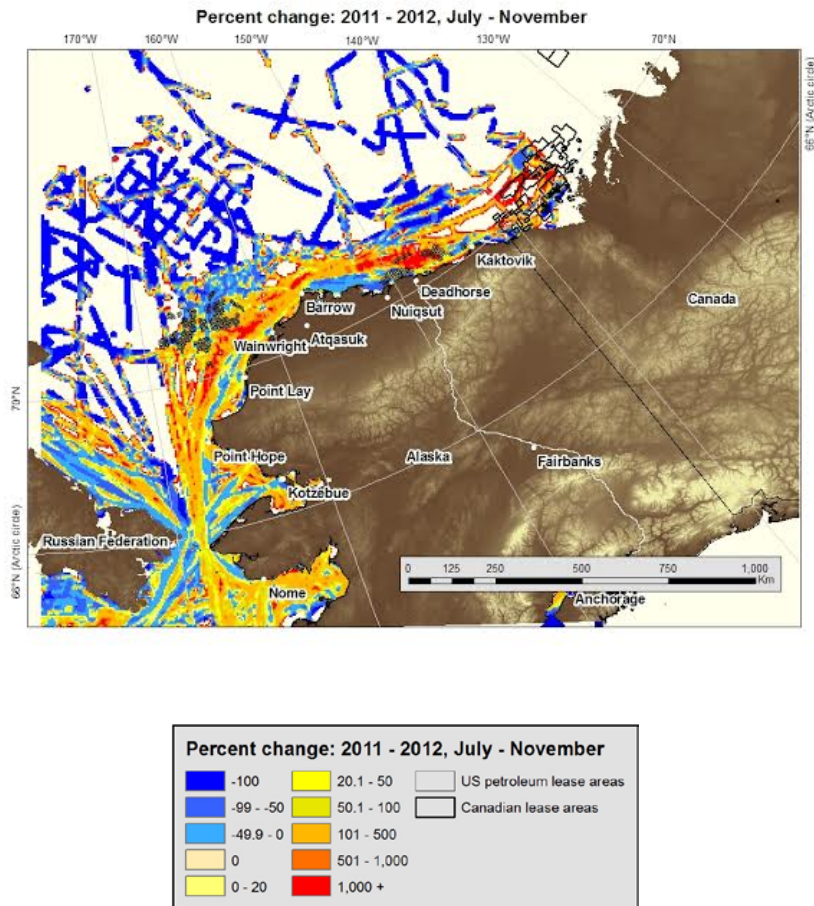 Percent change: 2011 - 2012, July - November
170°W
160°W
150°W
140°W
130°W
70°N
66°N (Arctic circle)
Kaktovik
Deadhorse
Canada
Barrow
Nuiqsut
Wainwright
Atqasuk
Point Lay
70°N
Point Hope
Alaska
Fairbanks
Kotzebue
Russian Federation
66°N (Arctic circle)
0 125 250 500 750 1,000
Km
Nome
Anchorage
Percent change: 2011 - 2012, July - November
-100 20.1 - 50 US petroleum lease areas
-99 - -50 50.1 - 100 Canadian lease areas
-49.9 - 0 101 - 500
0 501 - 1,000
0 - 20 1,000 +